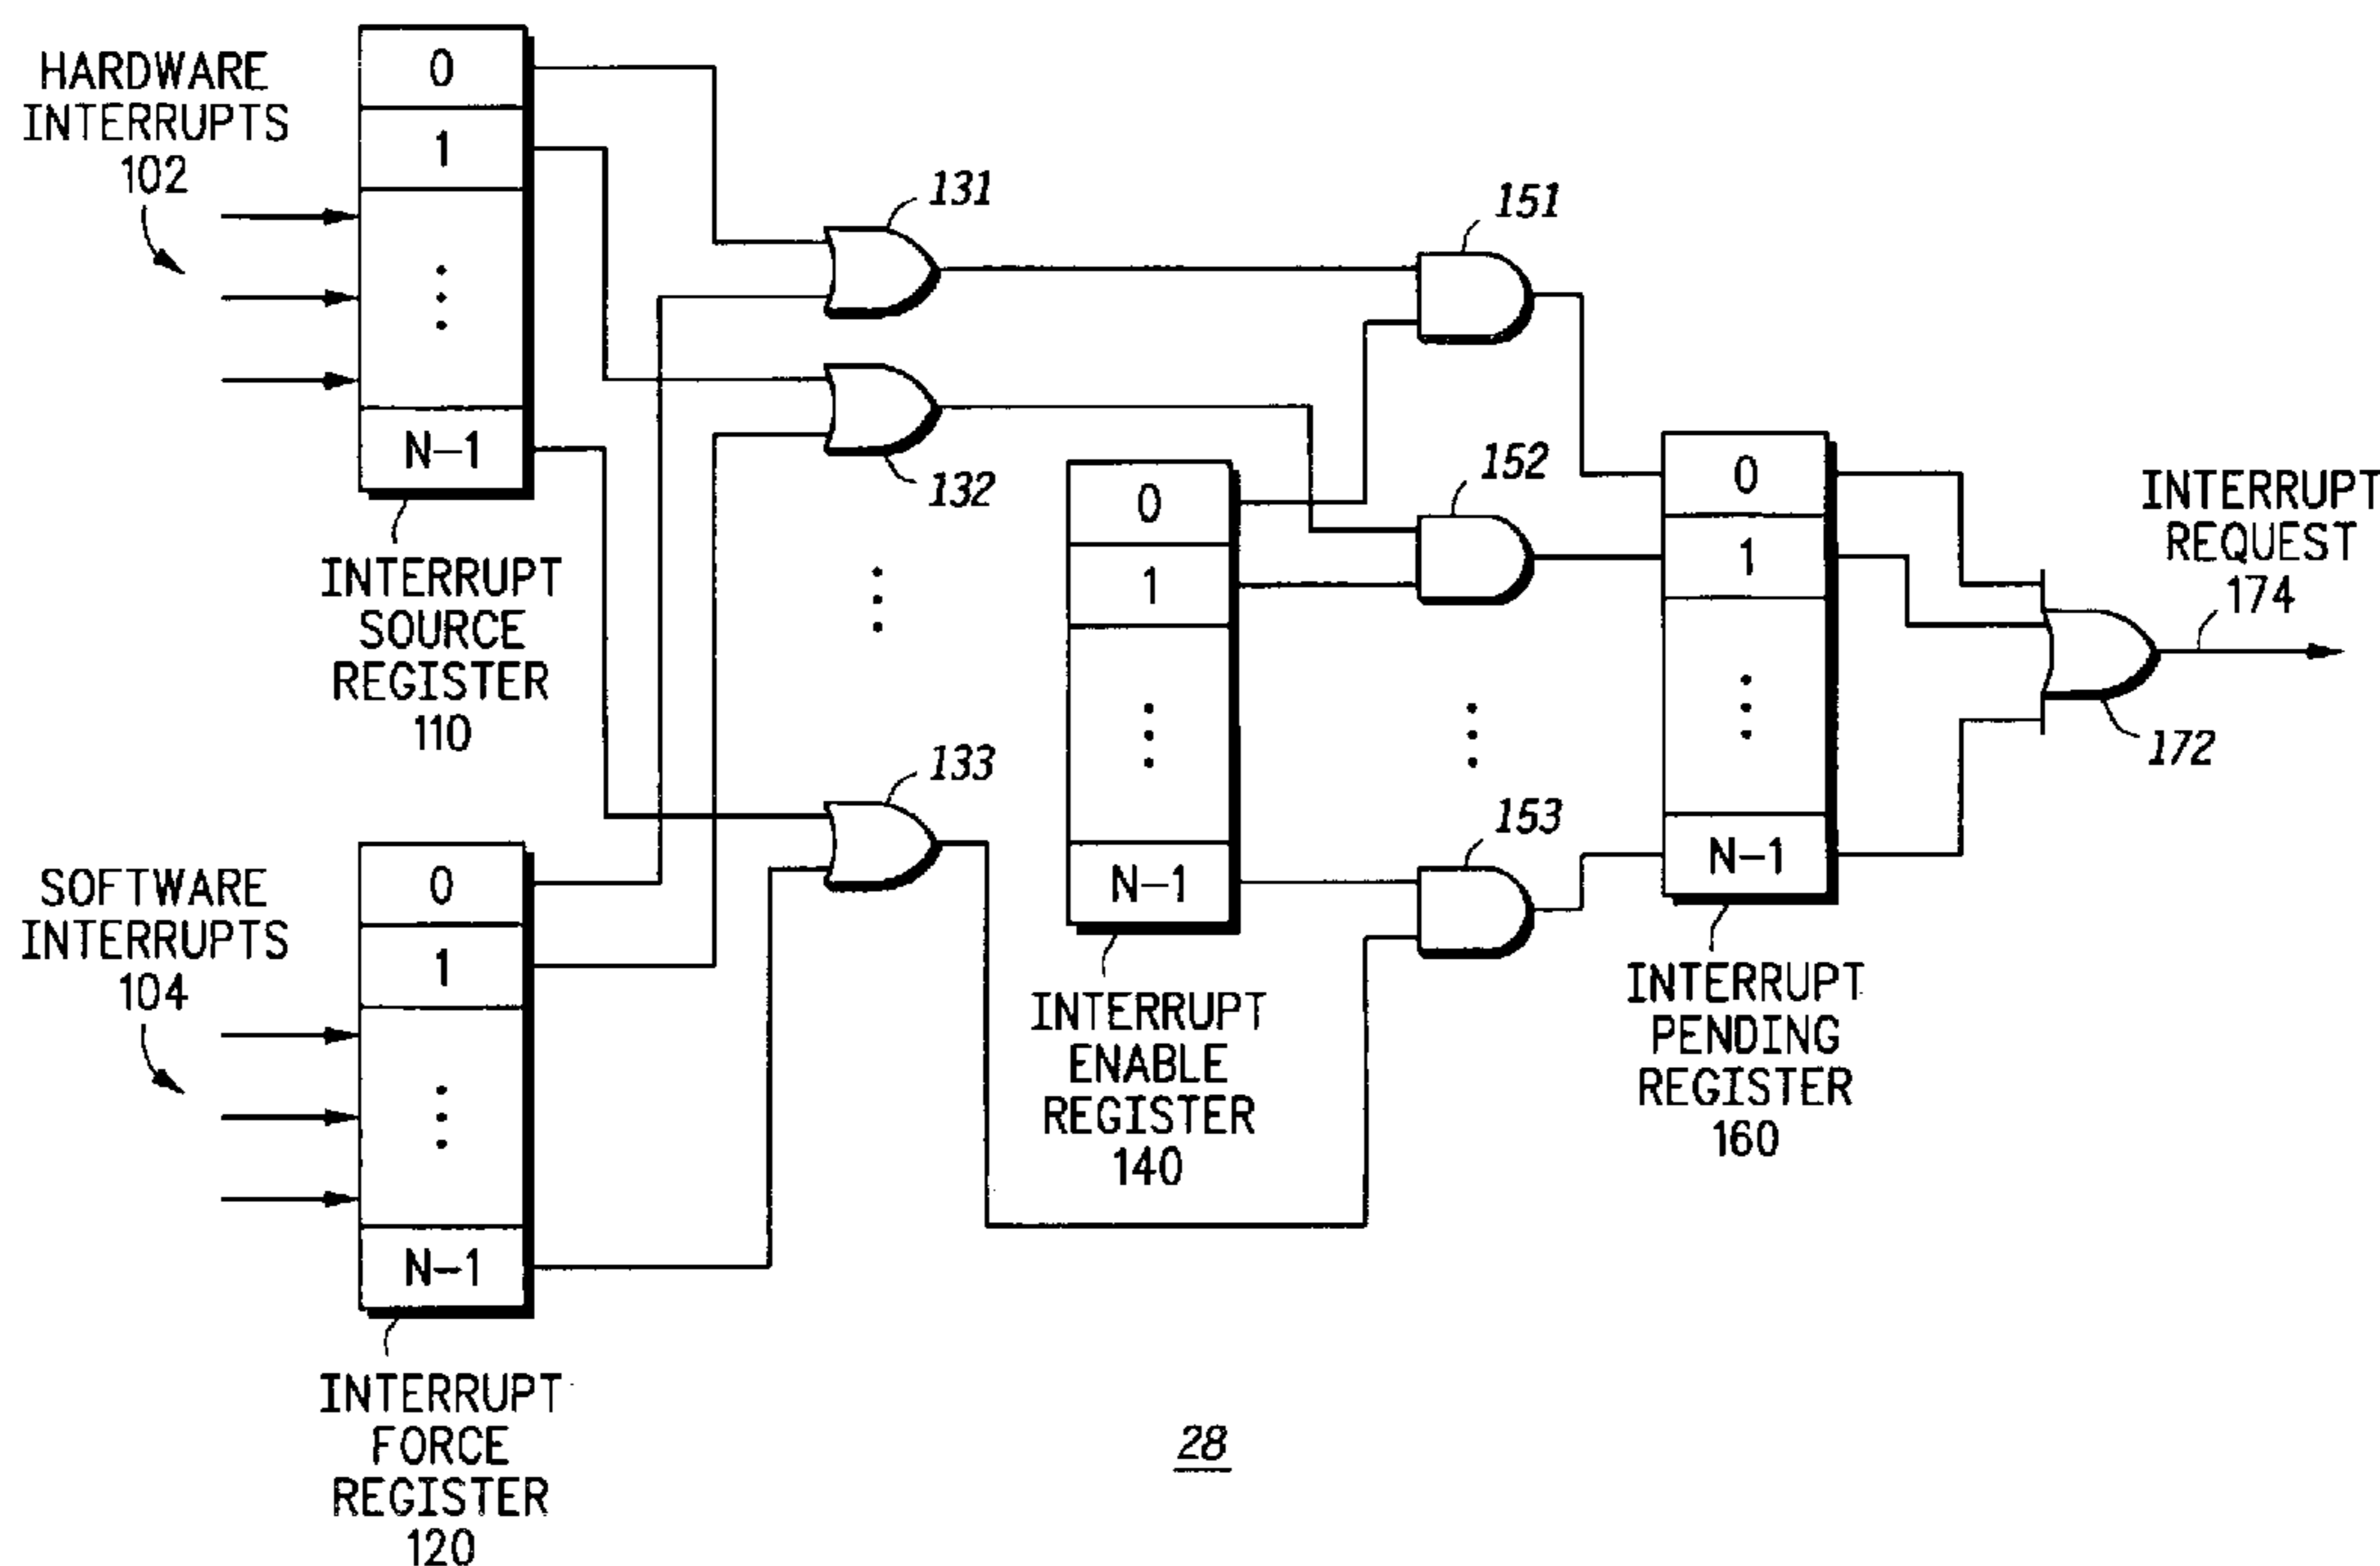 HARDWARE
INTERRUPTS
102
0
1
N-1
INTERRUPT
SOURCE
REGISTER
110
SOFTWARE
INTERRUPTS
104
0
1
N-1
INTERRUPT
FORCE
REGISTER
120
131
132
133
0
1
N-1
INTERRUPT
ENABLE
REGISTER
140
151
152
153
0
1
N-1
INTERRUPT
PENDING
REGISTER
160
INTERRUPT
REQUEST
174
172
28